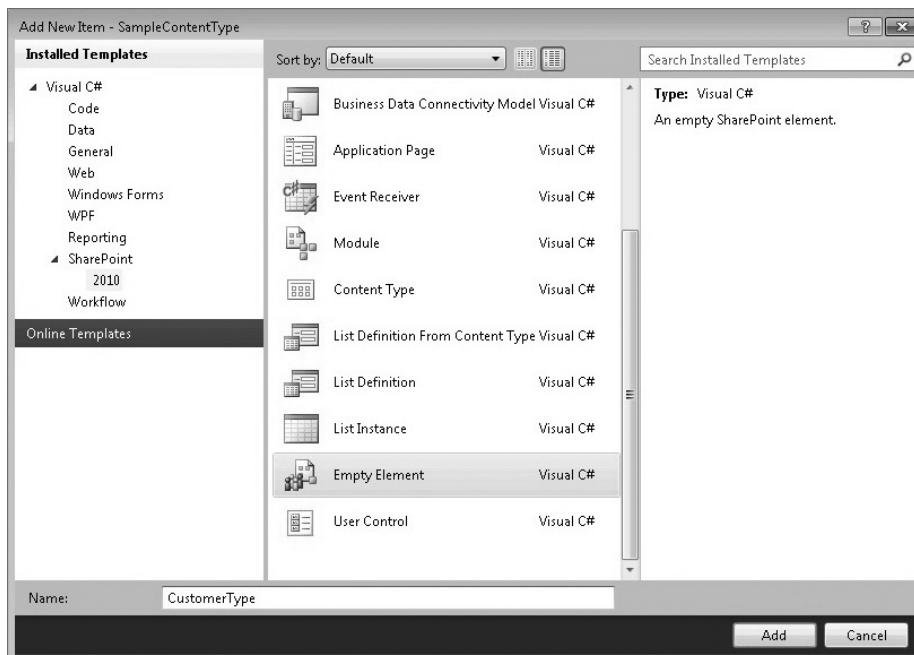 Add New Item - SampleContentType
Installed Templates
Visual C#
Code
Data
General
Web
Windows Forms
WPF
Reporting
SharePoint
2010
Workflow
Online Templates
Sort by: Default
Business Data Connectivity Model Visual C#
Application Page Visual C#
Event Receiver Visual C#
Module Visual C#
Content Type Visual C#
List Definition From Content Type Visual C#
List Definition Visual C#
List Instance Visual C#
Empty Element Visual C#
User Control Visual C#
Search Installed Templates
Type: Visual C#
An empty SharePoint element.
Name: CustomerType
Add Cancel